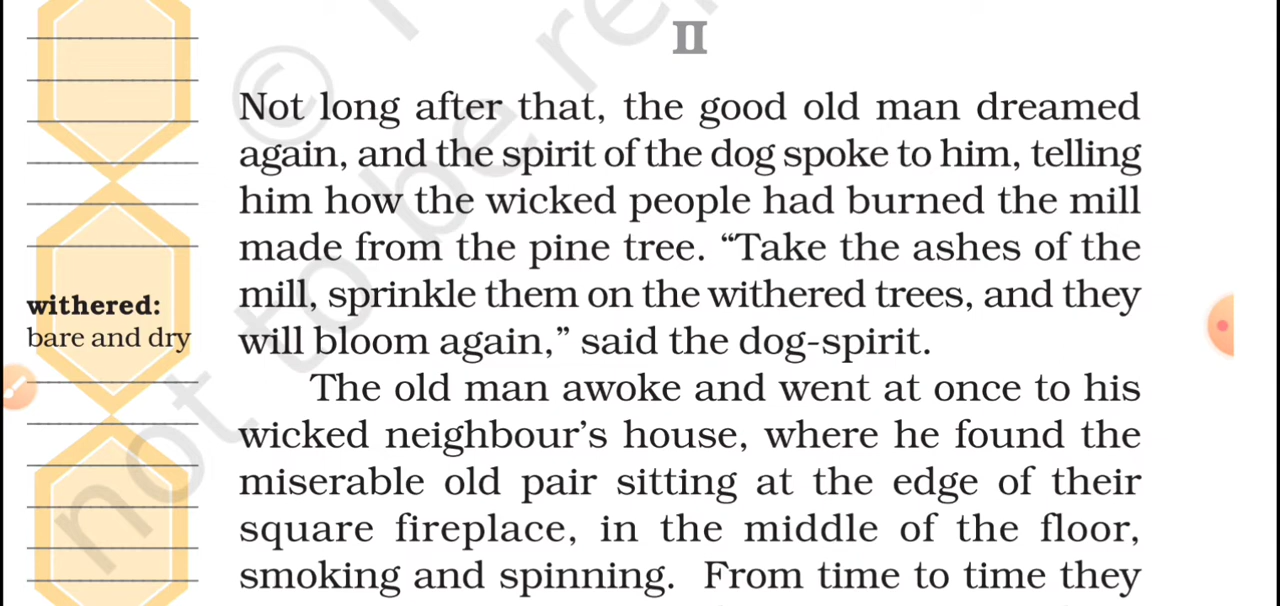 II
Not long after that, the good old man dreamed
again, and the spirit of the dog spoke to him, telling
him how the wicked people had burned the mill
made from the pine tree. “Take the ashes of the
mill, sprinkle them on the withered trees, and they
will bloom again,” said the dog-spirit.
withered:
bare and dry
The old man awoke and went at once to his
wicked neighbour’s house, where he found the
miserable old pair sitting at the edge of their
square fireplace, in the middle of the floor,
smoking and spinning. From time to time they
© 
not to be re